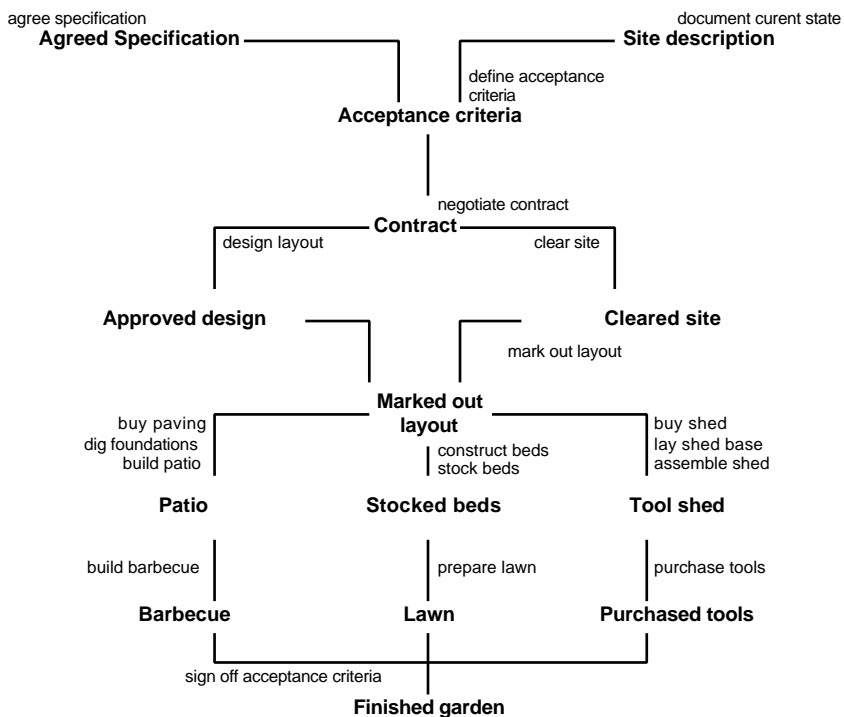 agree specification
Agreed Specification
document curent state
Site description
define acceptance
criteria
Acceptance criteria
negotiate contract
Contract
design layout
clear site
Approved design
Cleared site
mark out layout
Marked out
layout
buy paving
dig foundations
build patio
construct beds
stock beds
buy shed
lay shed base
assemble shed
Patio
Stocked beds
Tool shed
build barbecue
prepare lawn
purchase tools
Barbecue
Lawn
Purchased tools
sign off acceptance criteria
Finished garden